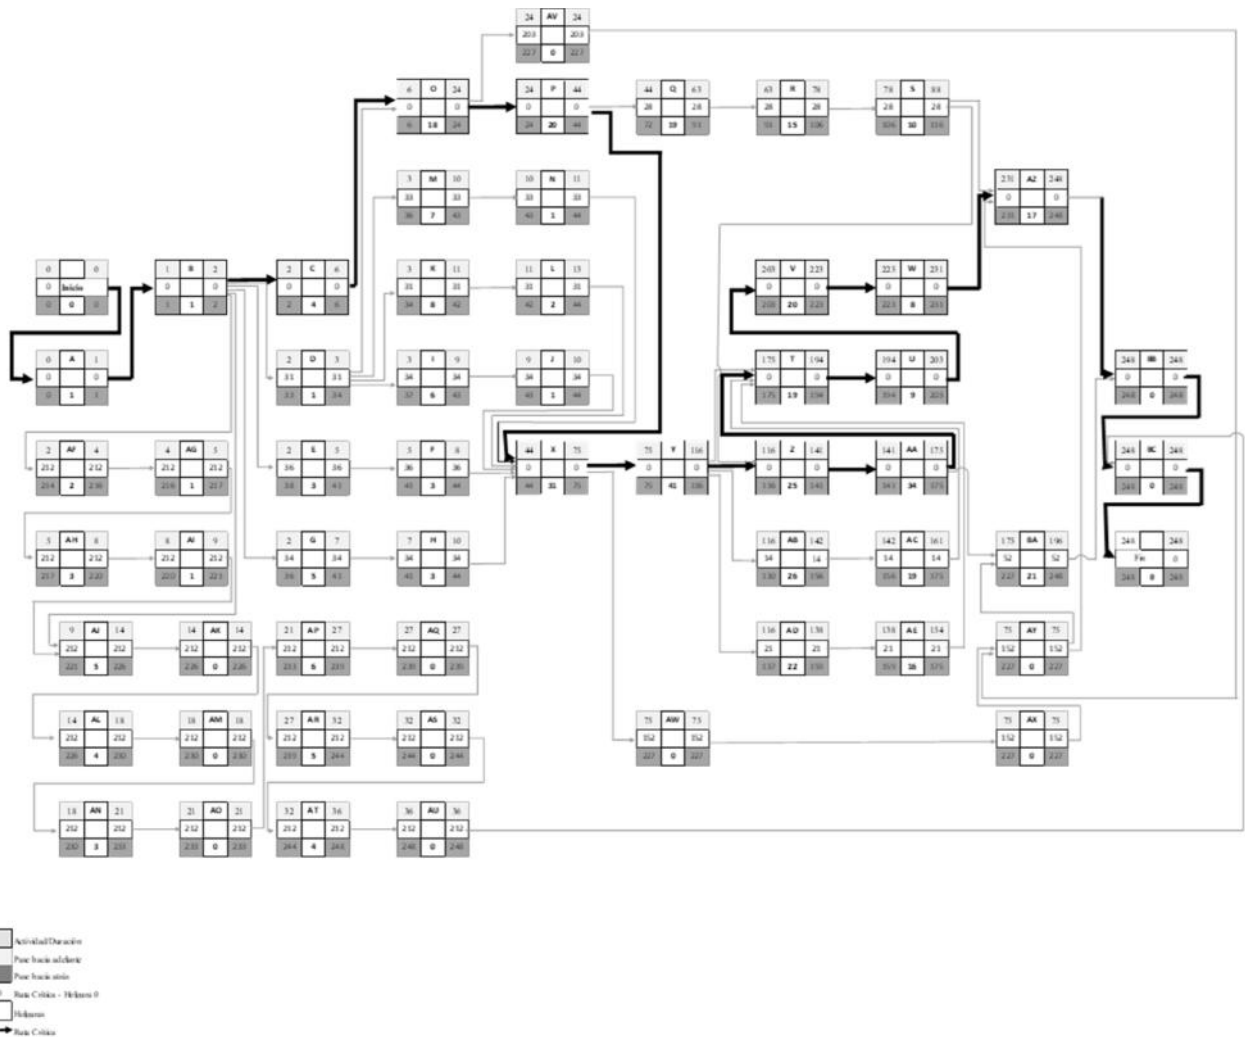 24 AV 24
203 203
227 0 227
6 O 24
0 0
6 18 24
24 P 44
0 0
24 20 44
44 Q 63
28 28
72 19 91
63 R 78
28 28
91 15 106
78 S 88
28 28
106 10 116
3 M 10
33 33
36 7 43
10 N 11
33 33
43 1 44
231 AZ 248
0 0
231 17 248
0 0
0 Inicio
0 0 0
1 B 2
0 0
1 1 2
2 C 6
0 0
2 4 6
3 K 11
31 31
34 8 42
11 L 13
31 31
42 2 44
203 V 223
0 0
203 20 223
223 W 231
0 0
223 8 231
0 A 1
0 0
0 1 1
2 D 3
31 31
33 1 34
3 I 9
34 34
37 6 43
9 J 10
34 34
43 1 44
175 T 194
0 0
175 19 194
194 U 203
0 0
194 9 203
248 BB 248
0 0
248 0 248
2 AF 4
212 212
214 2 216
4 AG 5
212 212
216 1 217
2 E 5
36 36
38 3 41
5 F 8
36 36
41 3 44
44 X 75
0 0
44 31 75
75 Y 116
0 0
75 41 116
116 Z 141
0 0
116 25 141
141 AA 175
0 0
141 34 175
248 BC 248
0 0
248 0 248
5 AH 8
212 212
217 3 220
8 AI 9
212 212
220 1 221
2 G 7
34 34
36 5 41
7 H 10
34 34
41 3 44
116 AB 142
14 14
130 26 156
142 AC 161
14 14
156 19 175
175 BA 196
52 52
227 21 248
248 248
Fin 0
248 0 248
9 AJ 14
212 212
221 5 226
14 AK 14
212 212
226 0 226
21 AP 27
212 212
233 6 239
27 AQ 27
212 212
239 0 239
116 AD 138
21 21
137 22 159
138 AE 154
21 21
159 16 175
75 AY 75
152 152
227 0 227
14 AL 18
212 212
226 4 230
18 AM 18
212 212
230 0 230
27 AR 32
212 212
239 5 244
32 AS 32
212 212
244 0 244
75 AW 75
152 152
227 0 227
75 AX 75
152 152
227 0 227
18 AN 21
212 212
230 3 233
21 AO 21
212 212
233 0 233
32 AT 36
212 212
244 4 248
36 AU 36
212 212
248 0 248
Actividad/Duración
Pase hacia adelante
Pase hacia atrás
Ruta Crítica - Holgura 0
Holguras
Ruta Crítica